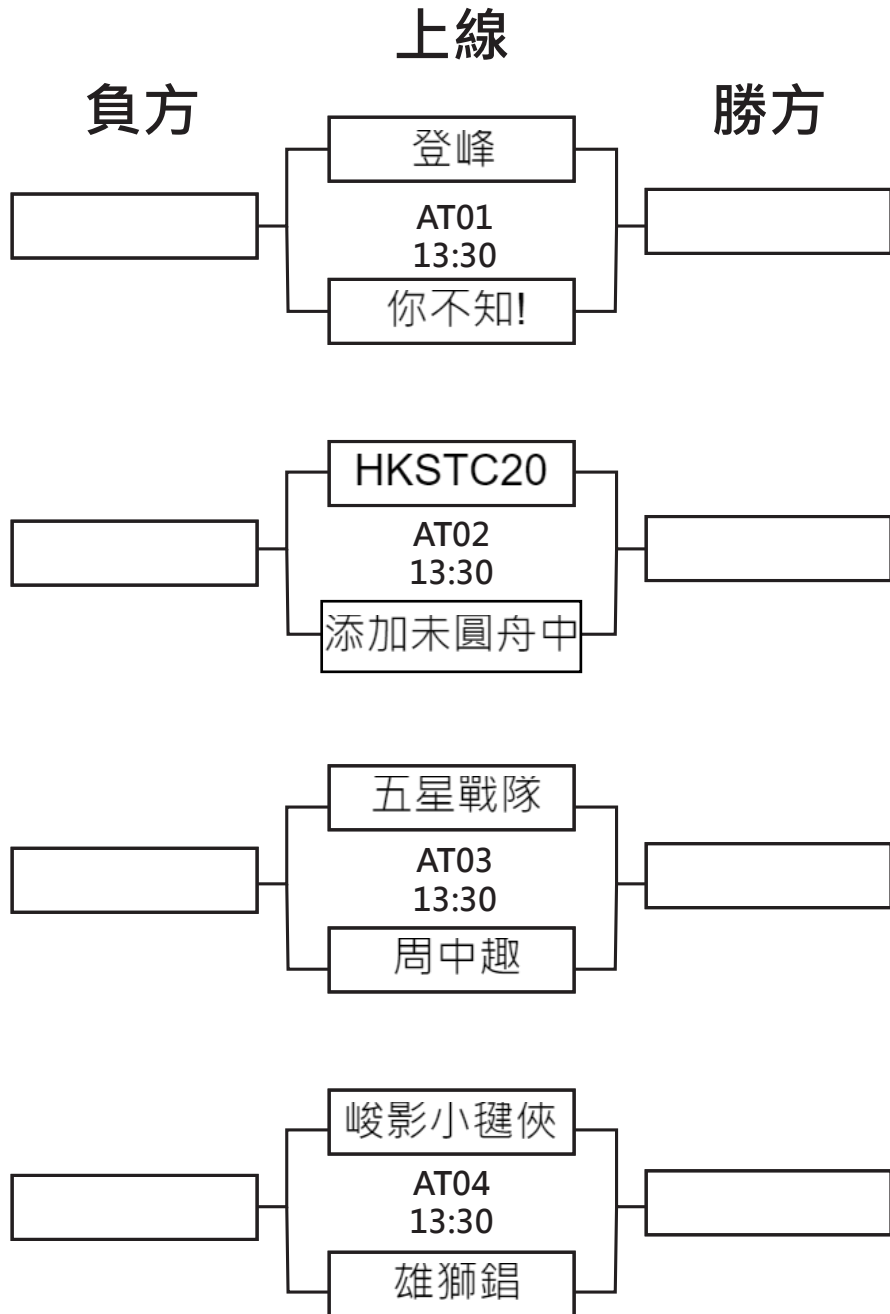 上線
負方
勝方
登峰
AT01
13:30
你不知!
HKSTC20
AT02
13:30
添加未圓舟中
五星戰隊
AT03
13:30
周中趣
峻影小毽俠
AT04
13:30
雄獅錩